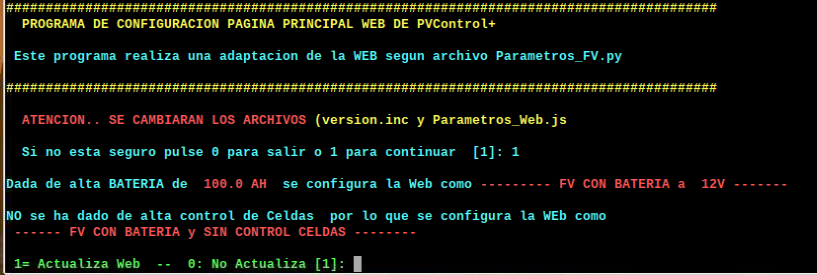 ##########################################################################################
PROGRAMA DE CONFIGURACION PAGINA PRINCIPAL WEB DE PVControl+
Este programa realiza una adaptacion de la WEB segun archivo Parametros_FV.py
##########################################################################################
ATENCION.. SE CAMBIARAN LOS ARCHIVOS (version.inc y Parametros_Web.js
Si no esta seguro pulse 0 para salir o 1 para continuar  [1]: 1
Dada de alta BATERIA de  100.0 AH  se configura la Web como --------- FV CON BATERIA a  12V -------
NO se ha dado de alta control de Celdas  por lo que se configura la WEb como
------ FV CON BATERIA y SIN CONTROL CELDAS --------
1= Actualiza Web  --  0: No Actualiza [1]: